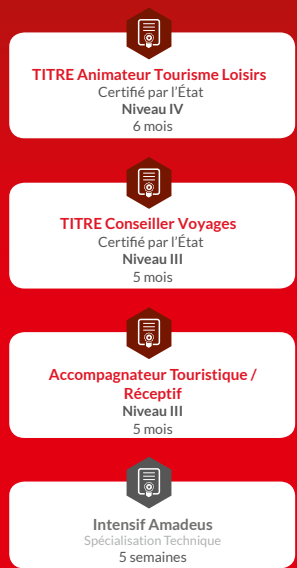 TITRE Animateur Tourisme Loisirs
Certifié par l'État
Niveau IV
6 mois
TITRE Conseiller Voyages
Certifié par l'État
Niveau III
5 mois
Accompagnateur Touristique /
Réceptif
Niveau III
5 mois
Intensif Amadeus
Spécialisation Technique
5 semaines